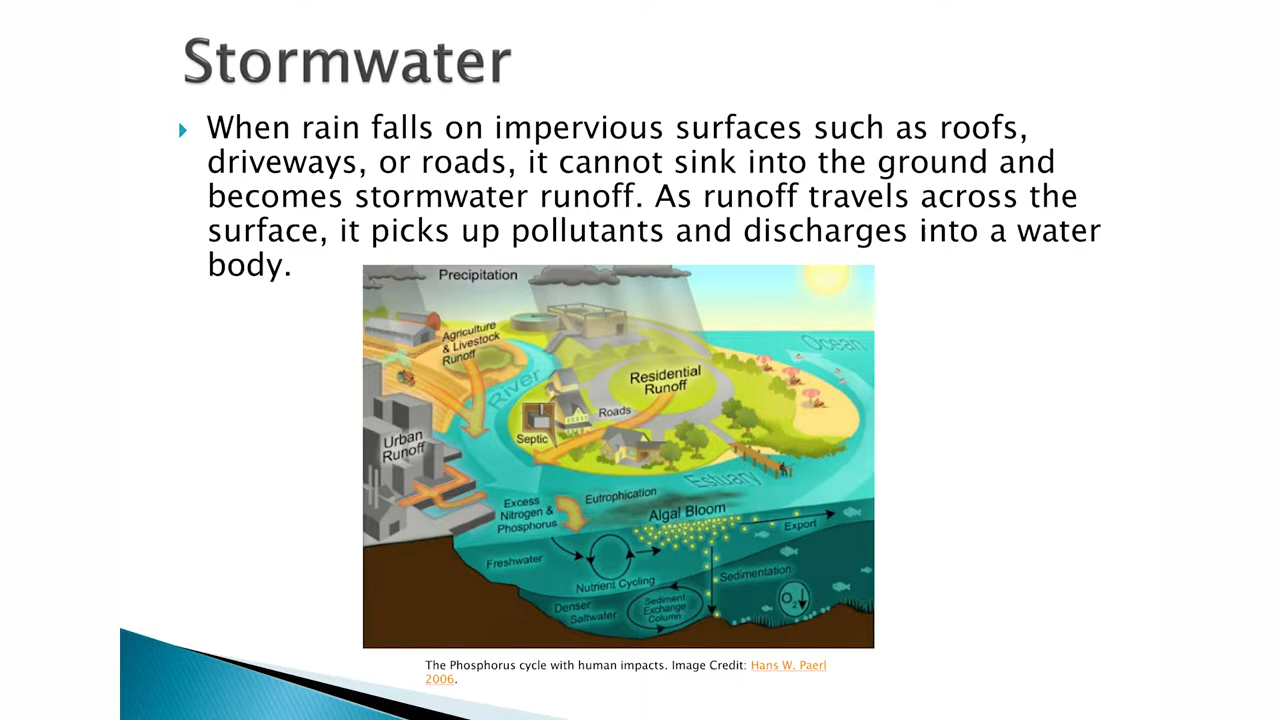 Stormwater
When rain falls on impervious surfaces such as roofs,
driveways, or roads, it cannot sink into the ground and
becomes stormwater runoff. As runoff travels across the
surface, it picks up pollutants and discharges into a water
body.
Precipitation
Agriculture
& Livestock
Runoff
Ocean
River
Residential
Runoff
Roads
Septic
Urban
Runoff
Estuary
Excess
Nitrogen &
Phosphorus
Eutrophication
Algal Bloom
Export
Freshwater
Nutrient Cycling
Sedimentation
Denser
Saltwater
Sediment
Exchange
Column
O2
The Phosphorus cycle with human impacts. Image Credit: Hans W. Paerl
2006.